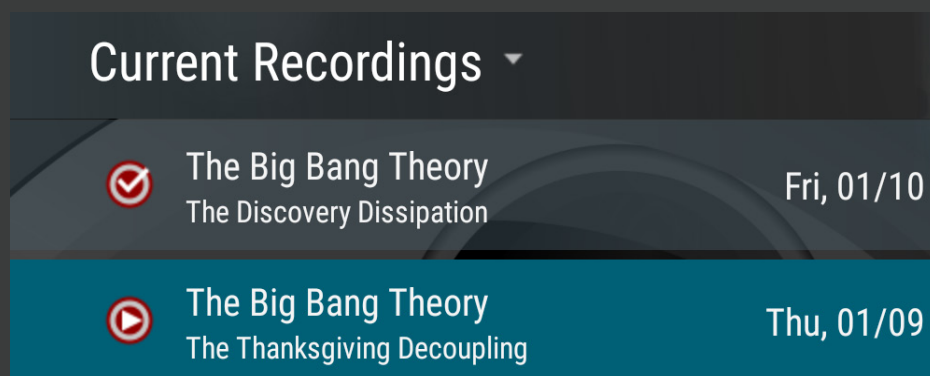 Current Recordings
The Big Bang Theory
The Discovery Dissipation
Fri, 01/10
The Big Bang Theory
The Thanksgiving Decoupling
Thu, 01/09